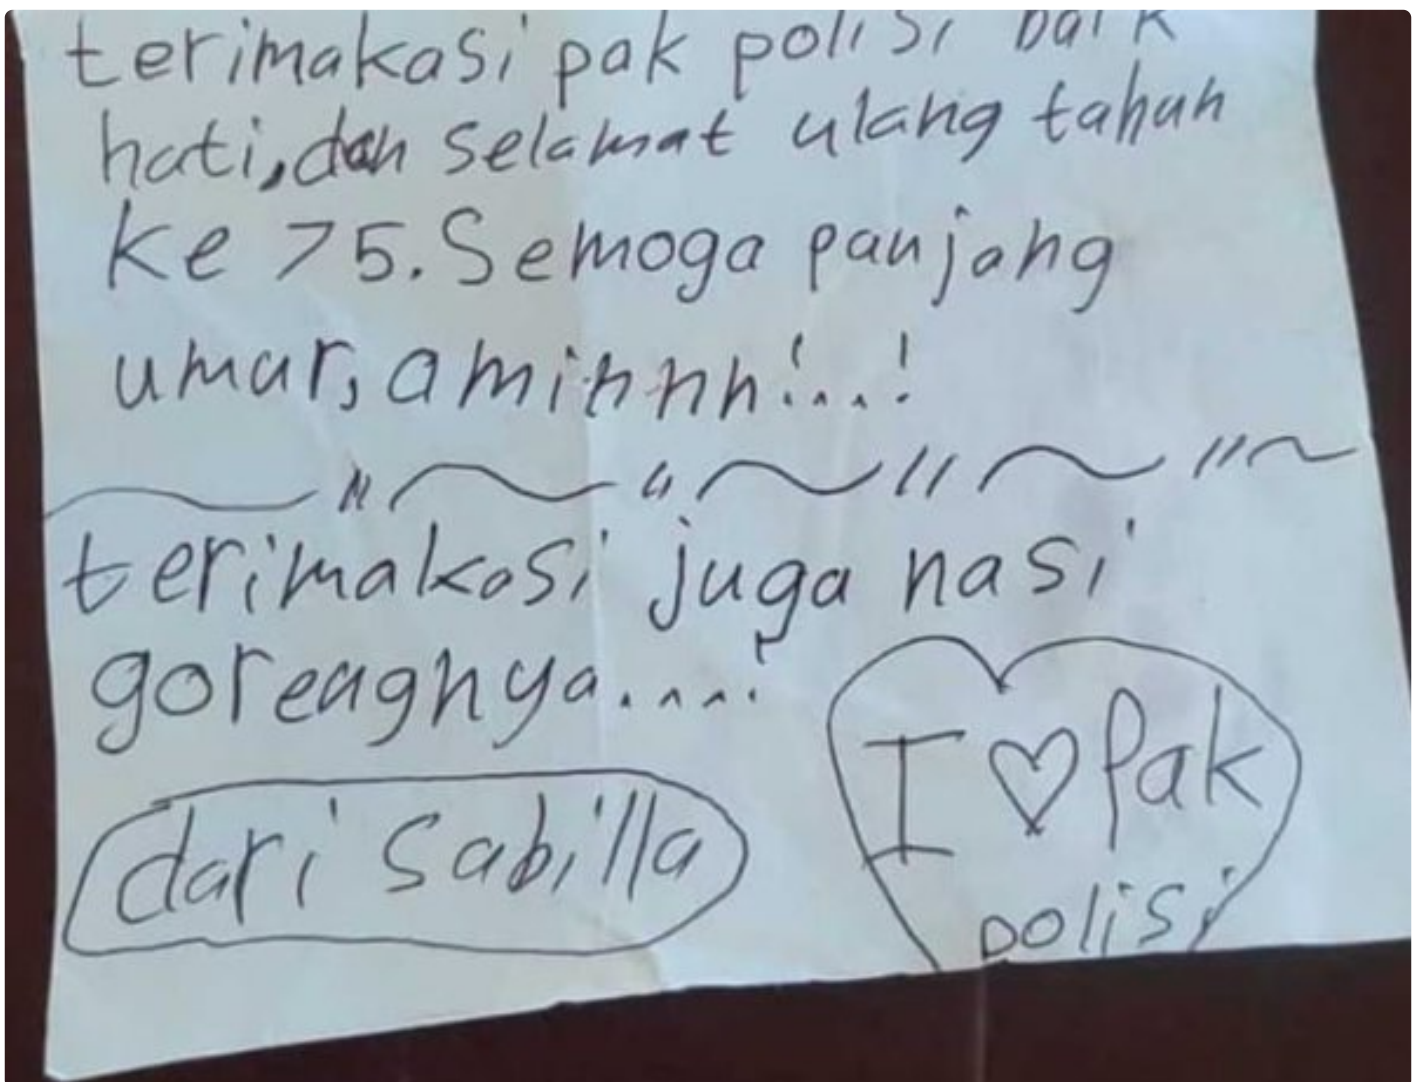 terimakasi pak polisi baik
hati,dan selamat ulang tahun
ke 75. Semoga panjang
umur, aminnnn!...!
terimakasi juga nasi
goreagnya....!
dari Sabilla
I ♡ Pak
polisi